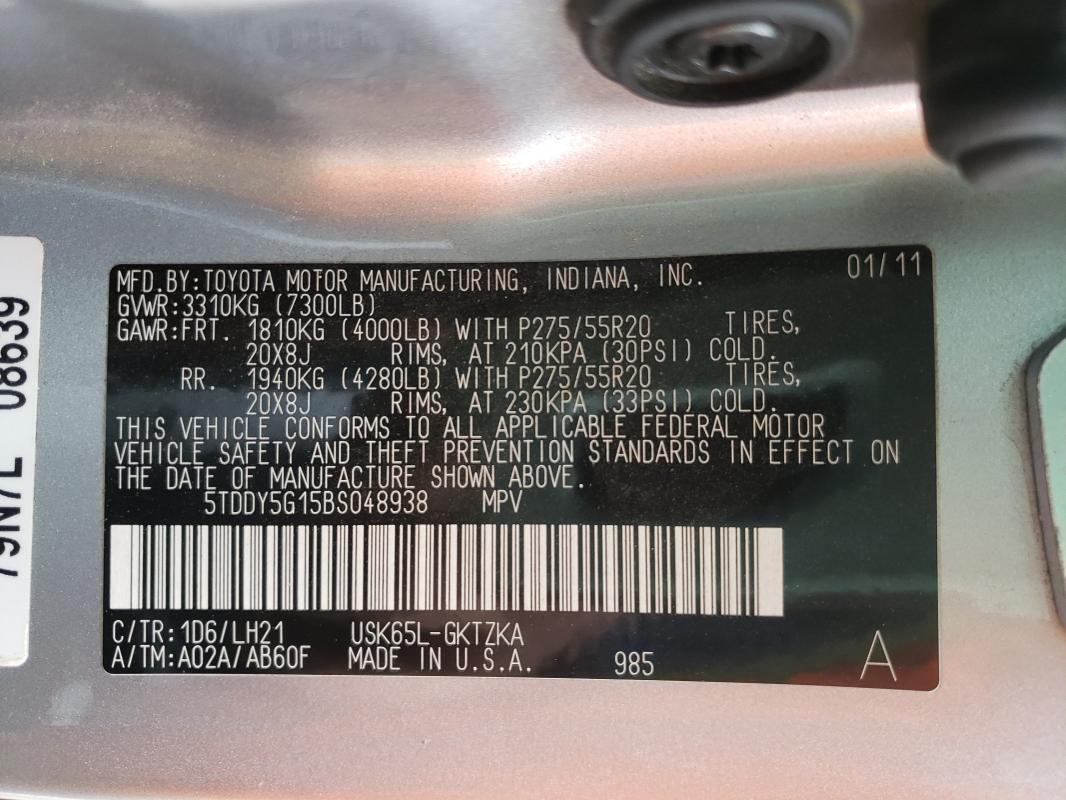 MFD.BY:TOYOTA MOTOR MANUFACTURING, INDIANA, INC. 01/11
GVWR:3310KG (7300LB)
GAWR:FRT. 1810KG (4000LB) WITH P275/55R20 TIRES,
20X8J RIMS, AT 210KPA (30PSI) COLD.
RR. 1940KG (4280LB) WITH P275/55R20 TIRES,
20X8J RIMS, AT 230KPA (33PSI) COLD.
THIS VEHICLE CONFORMS TO ALL APPLICABLE FEDERAL MOTOR
VEHICLE SAFETY AND THEFT PREVENTION STANDARDS IN EFFECT ON
THE DATE OF MANUFACTURE SHOWN ABOVE.
5TDDY5G15BS048938 MPV
C/TR:1D6/LH21 USK65L-GKTZKA
A/TM:A02A/AB60F MADE IN U.S.A. 985 A
08639